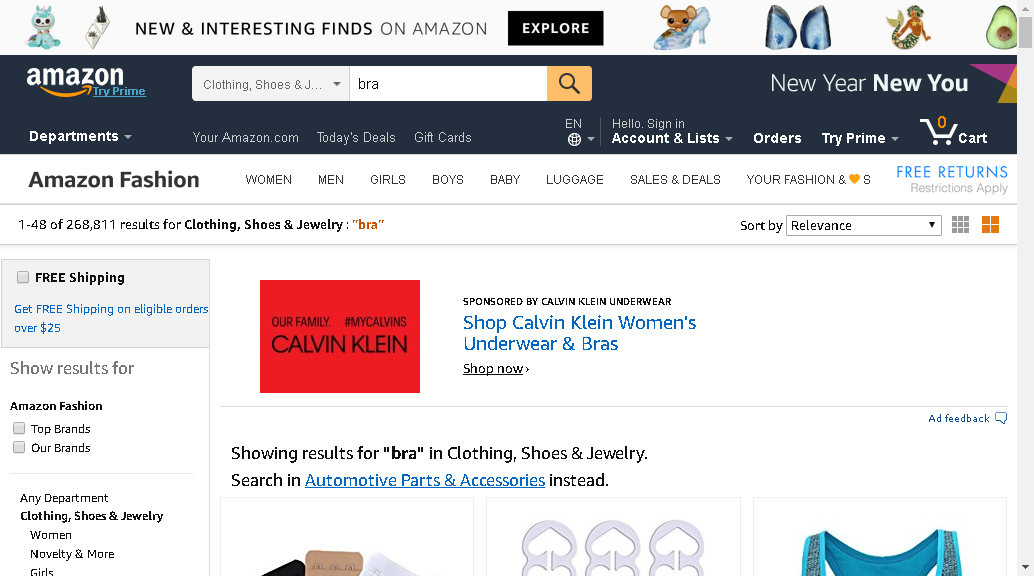 NEW & INTERESTING FINDS ON AMAZON EXPLORE
amazon
Try Prime
Clothing, Shoes & J...
bra
New Year New You
Departments
Your Amazon.com Today's Deals Gift Cards
EN
Hello. Sign in
Account & Lists
Orders
Try Prime
0
Cart
Amazon Fashion
WOMEN MEN GIRLS BOYS BABY LUGGAGE SALES & DEALS YOUR FASHION & 🧡 S
FREE RETURNS
Restrictions Apply
1-48 of 268,811 results for Clothing, Shoes & Jewelry : "bra"
Sort by Relevance
FREE Shipping
Get FREE Shipping on eligible orders
over $25
Show results for
Amazon Fashion
Top Brands
Our Brands
Any Department
Clothing, Shoes & Jewelry
Women
Novelty & More
Girls
OUR FAMILY. #MYCALVINS
CALVIN KLEIN
SPONSORED BY CALVIN KLEIN UNDERWEAR
Shop Calvin Klein Women's
Underwear & Bras
Shop now ›
Ad feedback
Showing results for "bra" in Clothing, Shoes & Jewelry.
Search in Automotive Parts & Accessories instead.